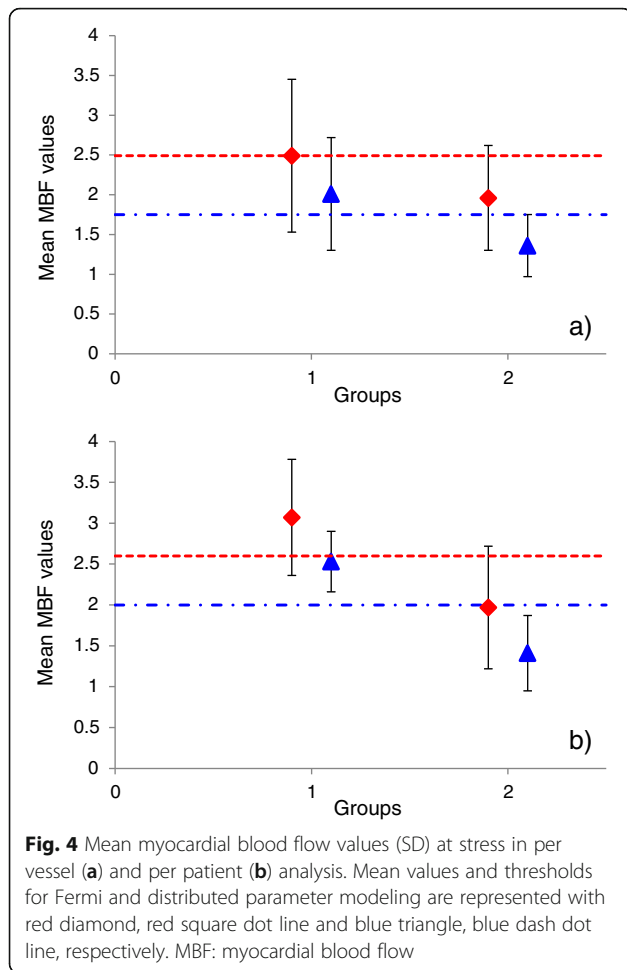 4
3.5
3
2.5
2
1.5
1
0.5
0
Mean MBF values
a)
0 1 2
Groups
4
3.5
3
2.5
2
1.5
1
0.5
0
Mean MBF values
b)
0 1 2
Groups
Fig. 4 Mean myocardial blood flow values (SD) at stress in per
vessel (a) and per patient (b) analysis. Mean values and thresholds
for Fermi and distributed parameter modeling are represented with
red diamond, red square dot line and blue triangle, blue dash dot
line, respectively. MBF: myocardial blood flow